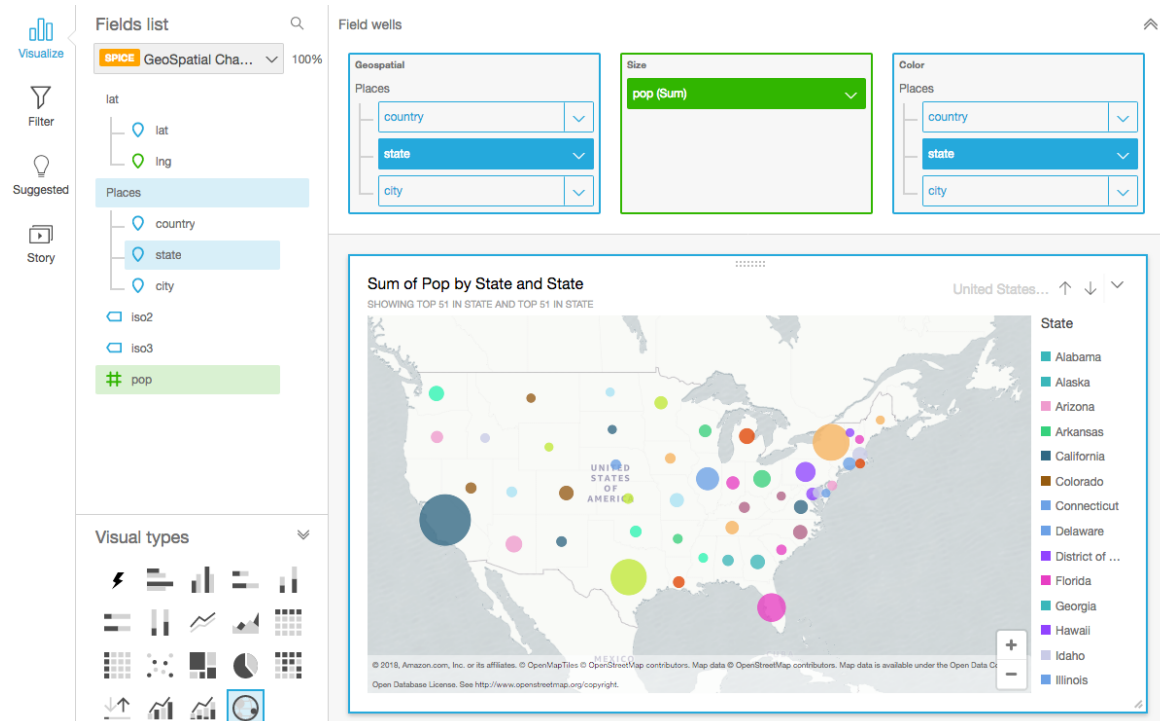 Visualize
Filter
Suggested
Story
Fields list
SPICE GeoSpatial Cha... 100%
lat
lat
lng
Places
country
state
city
iso2
iso3
pop
Visual types
Field wells
Geospatial
Places
country
state
city
Size
pop (Sum)
Color
Places
country
state
city
Sum of Pop by State and State
SHOWING TOP 51 IN STATE AND TOP 51 IN STATE
United States...
UNITED
STATES
OF
AMERICA
MEXICO
© 2018, Amazon.com, Inc. or its affiliates. © OpenMapTiles © OpenStreetMap contributors. Map data © OpenStreetMap contributors. Map data is available under the Open Data Co
Open Database License. See http://www.openstreetmap.org/copyright.
+
−
State
Alabama
Alaska
Arizona
Arkansas
California
Colorado
Connecticut
Delaware
District of ...
Florida
Georgia
Hawaii
Idaho
Illinois